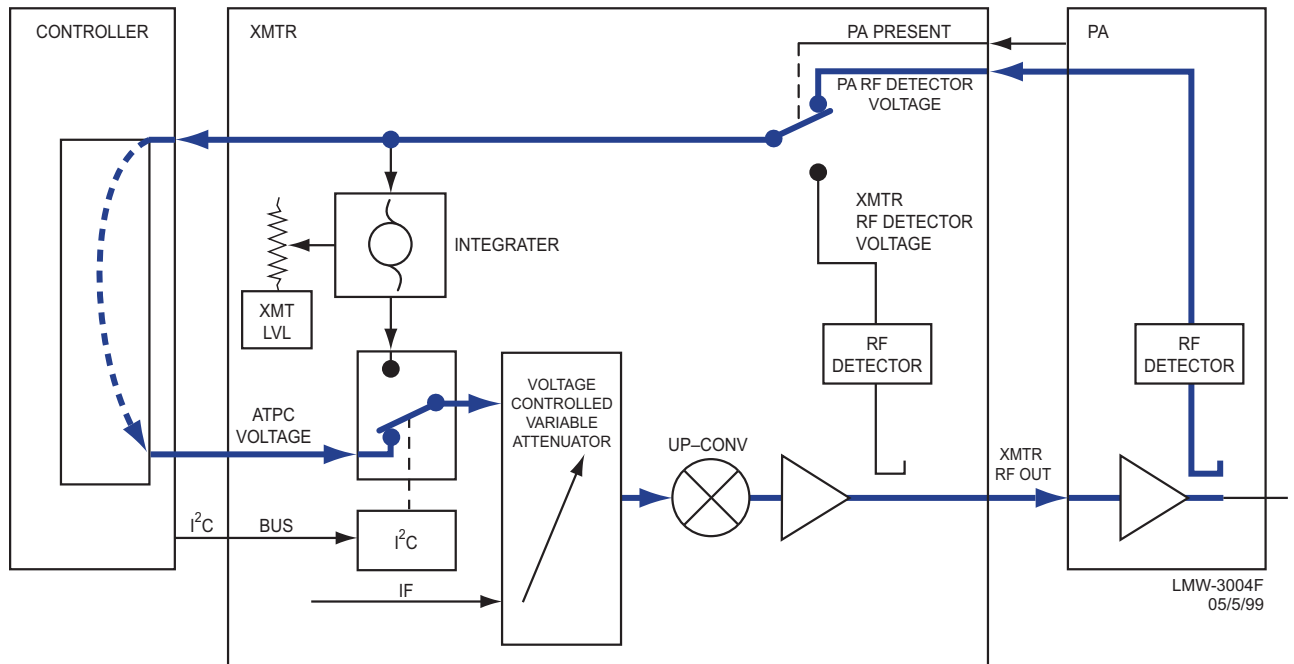 CONTROLLER
XMTR
PA PRESENT
PA
PA RF DETECTOR
VOLTAGE
XMTR
RF DETECTOR
VOLTAGE
INTEGRATER
XMT
LVL
RF
DETECTOR
RF
DETECTOR
VOLTAGE
CONTROLLED
VARIABLE
ATTENUATOR
ATPC
VOLTAGE
UP–CONV
XMTR
RF OUT
I²C BUS
I²C
IF
LMW-3004F
05/5/99